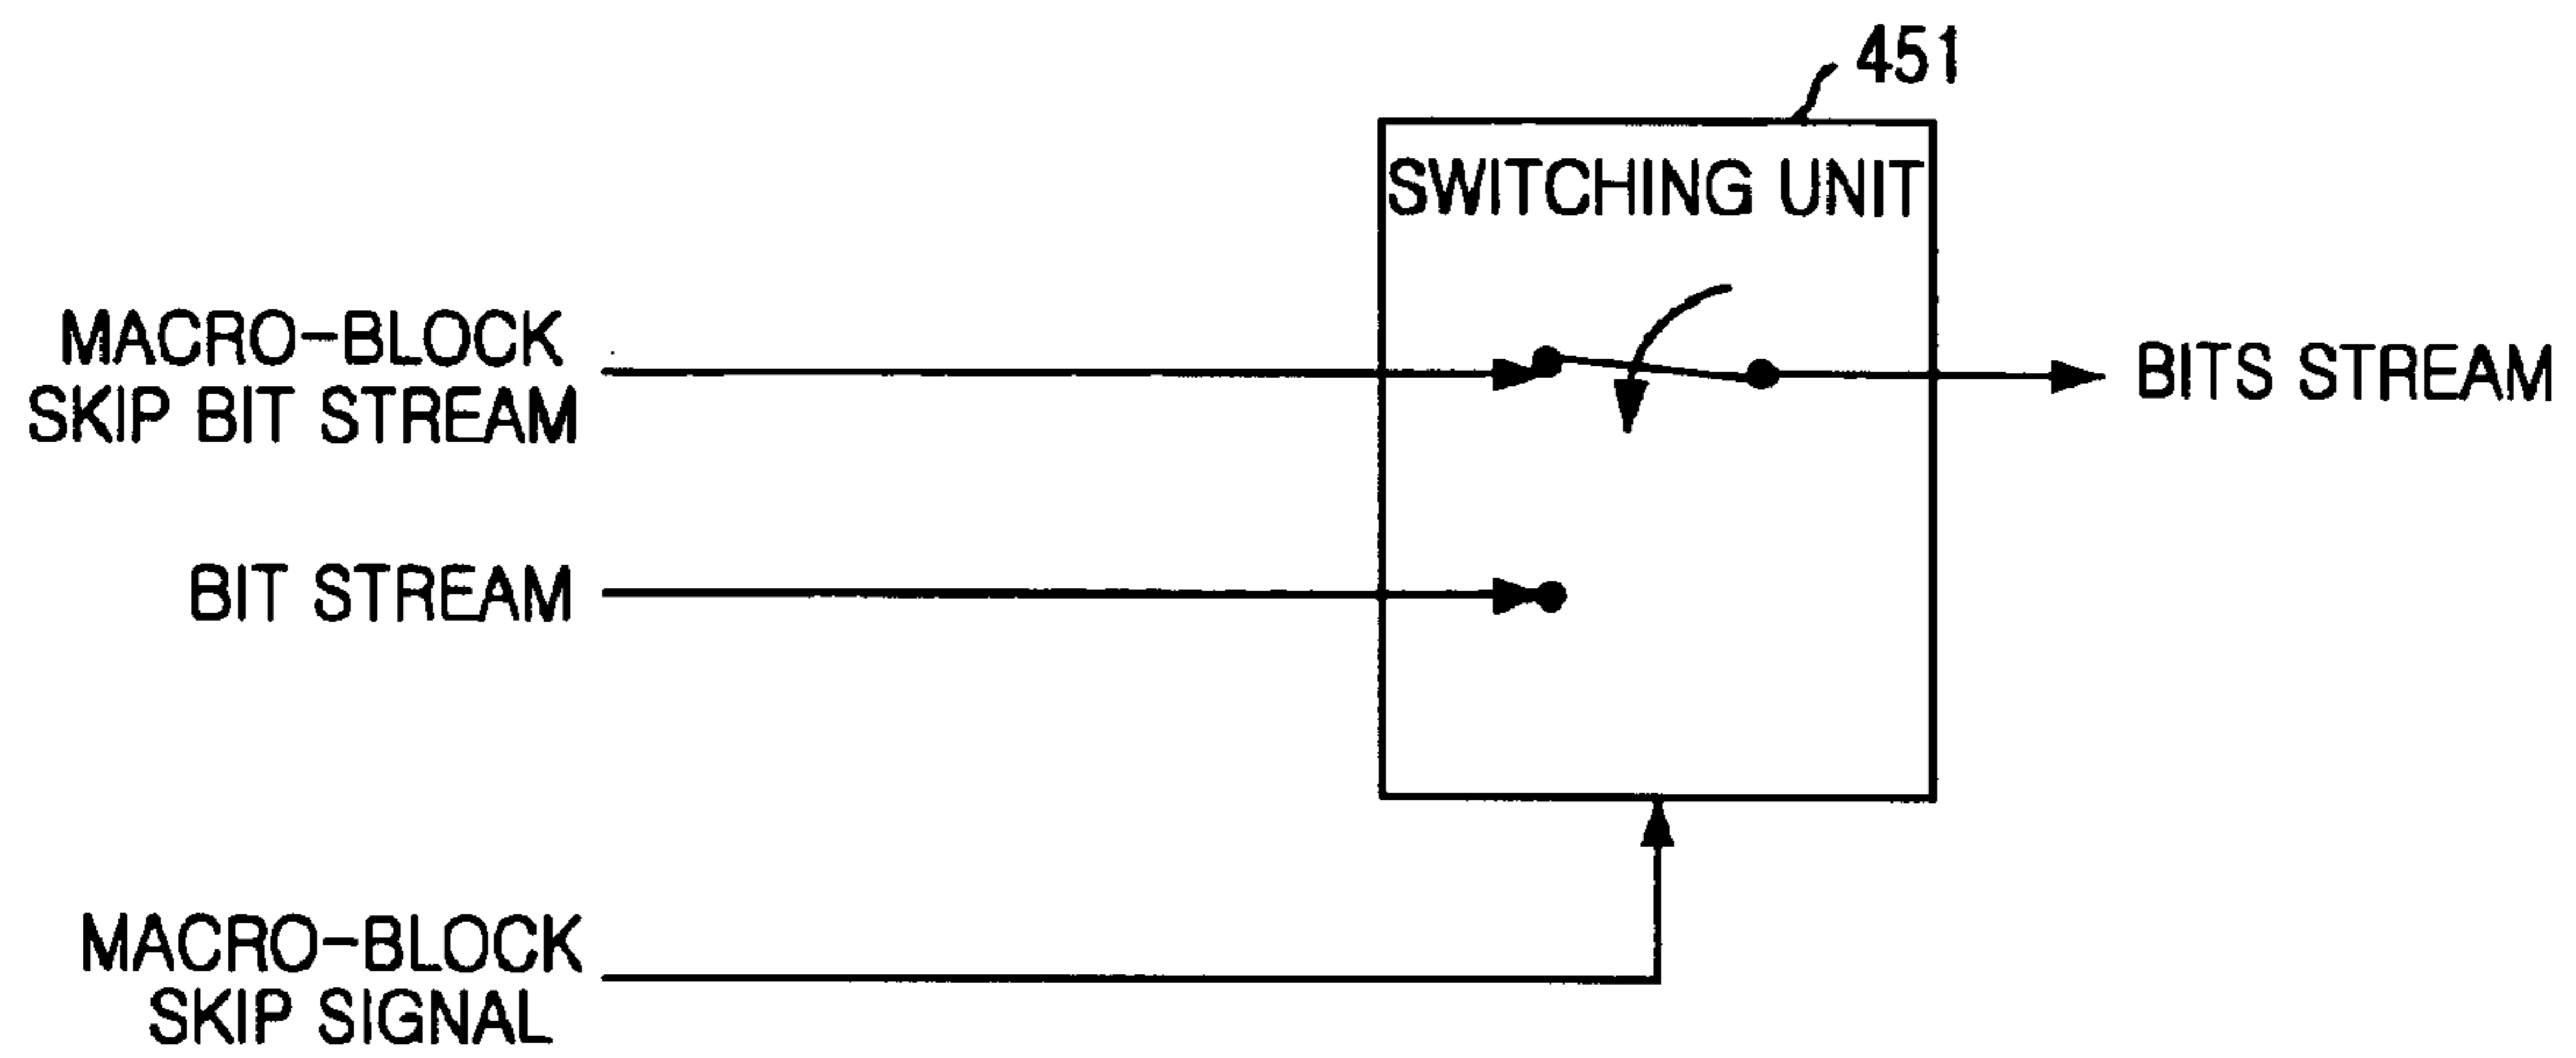 451
SWITCHING UNIT
MACRO-BLOCK
SKIP BIT STREAM
BITS STREAM
BIT STREAM
MACRO-BLOCK
SKIP SIGNAL